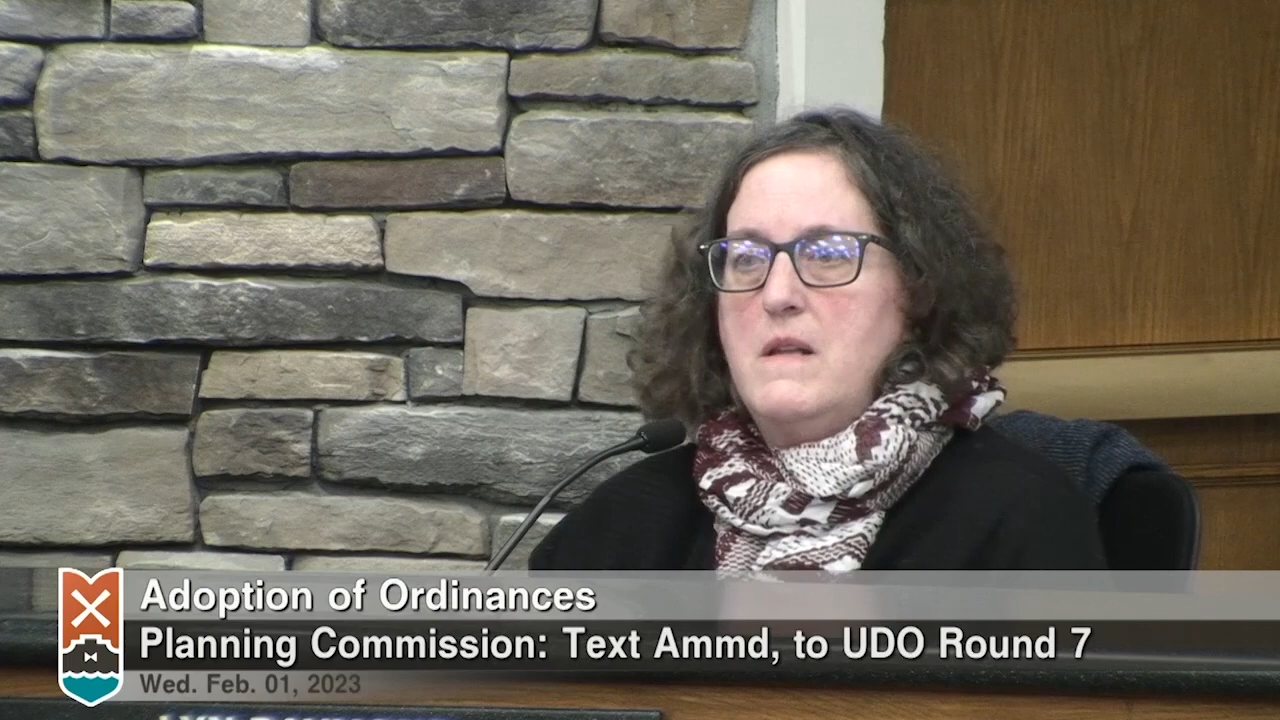 Adoption of Ordinances
Planning Commission: Text Ammd, to UDO Round 7
Wed. Feb. 01, 2023